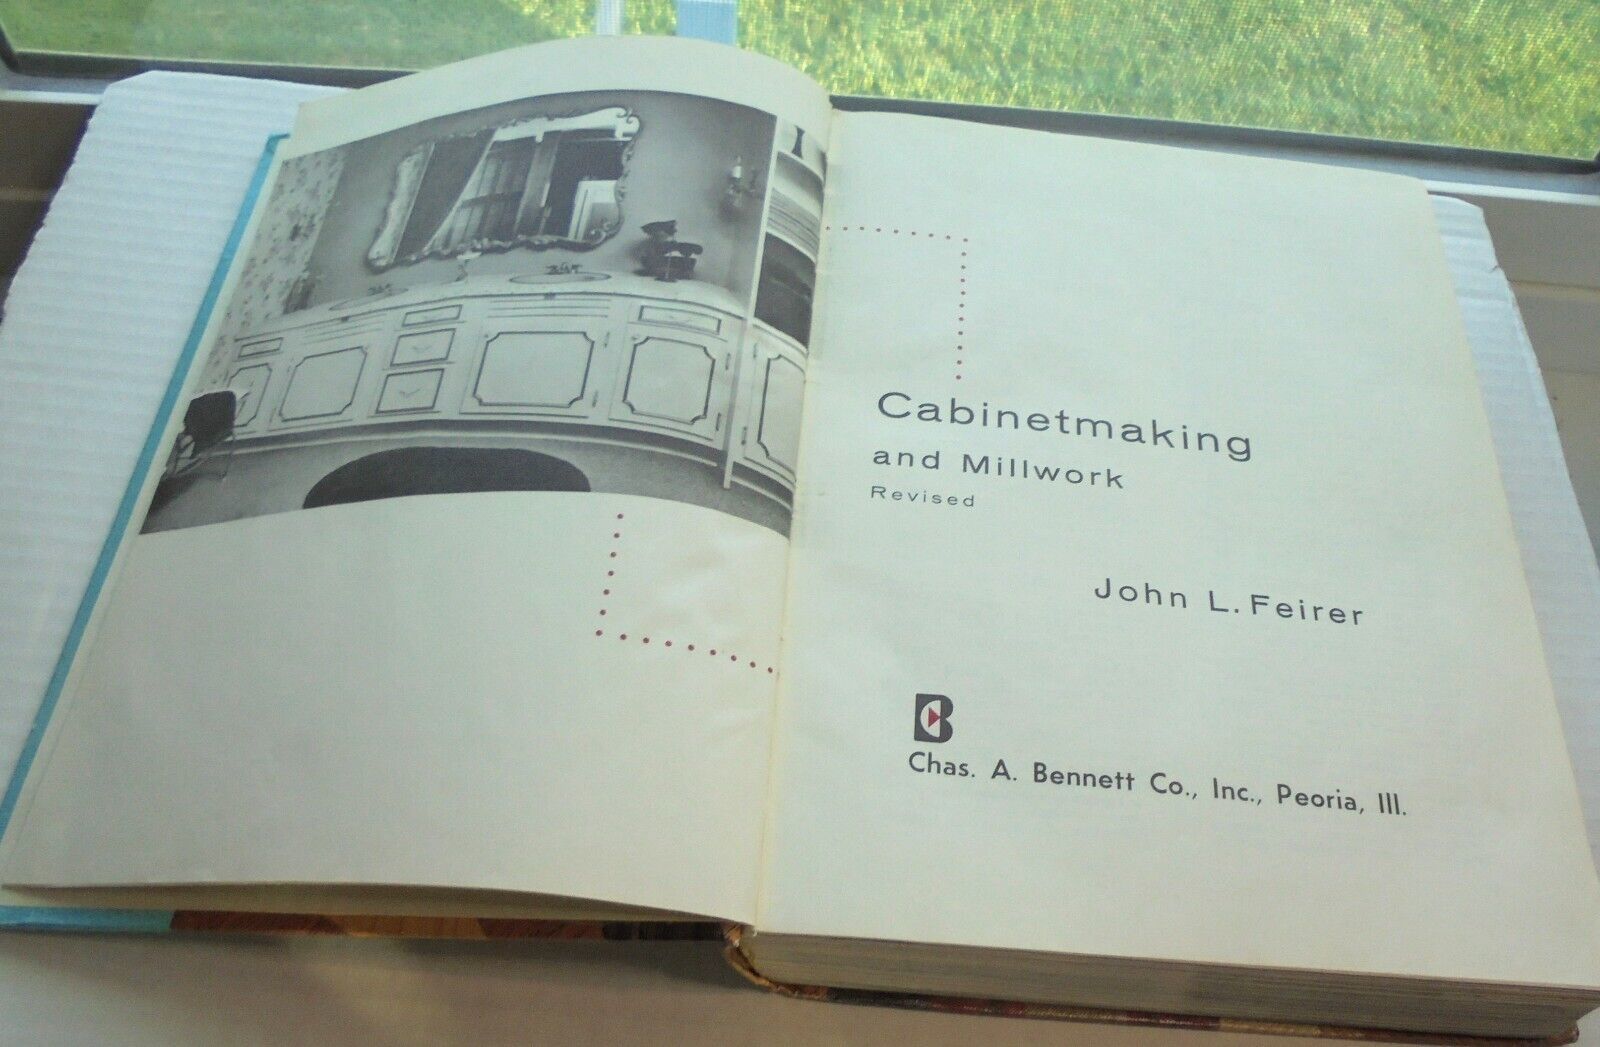 Cabinetmaking
and Millwork
Revised
John L. Feirer
B
Chas. A. Bennett Co., Inc., Peoria, Ill.